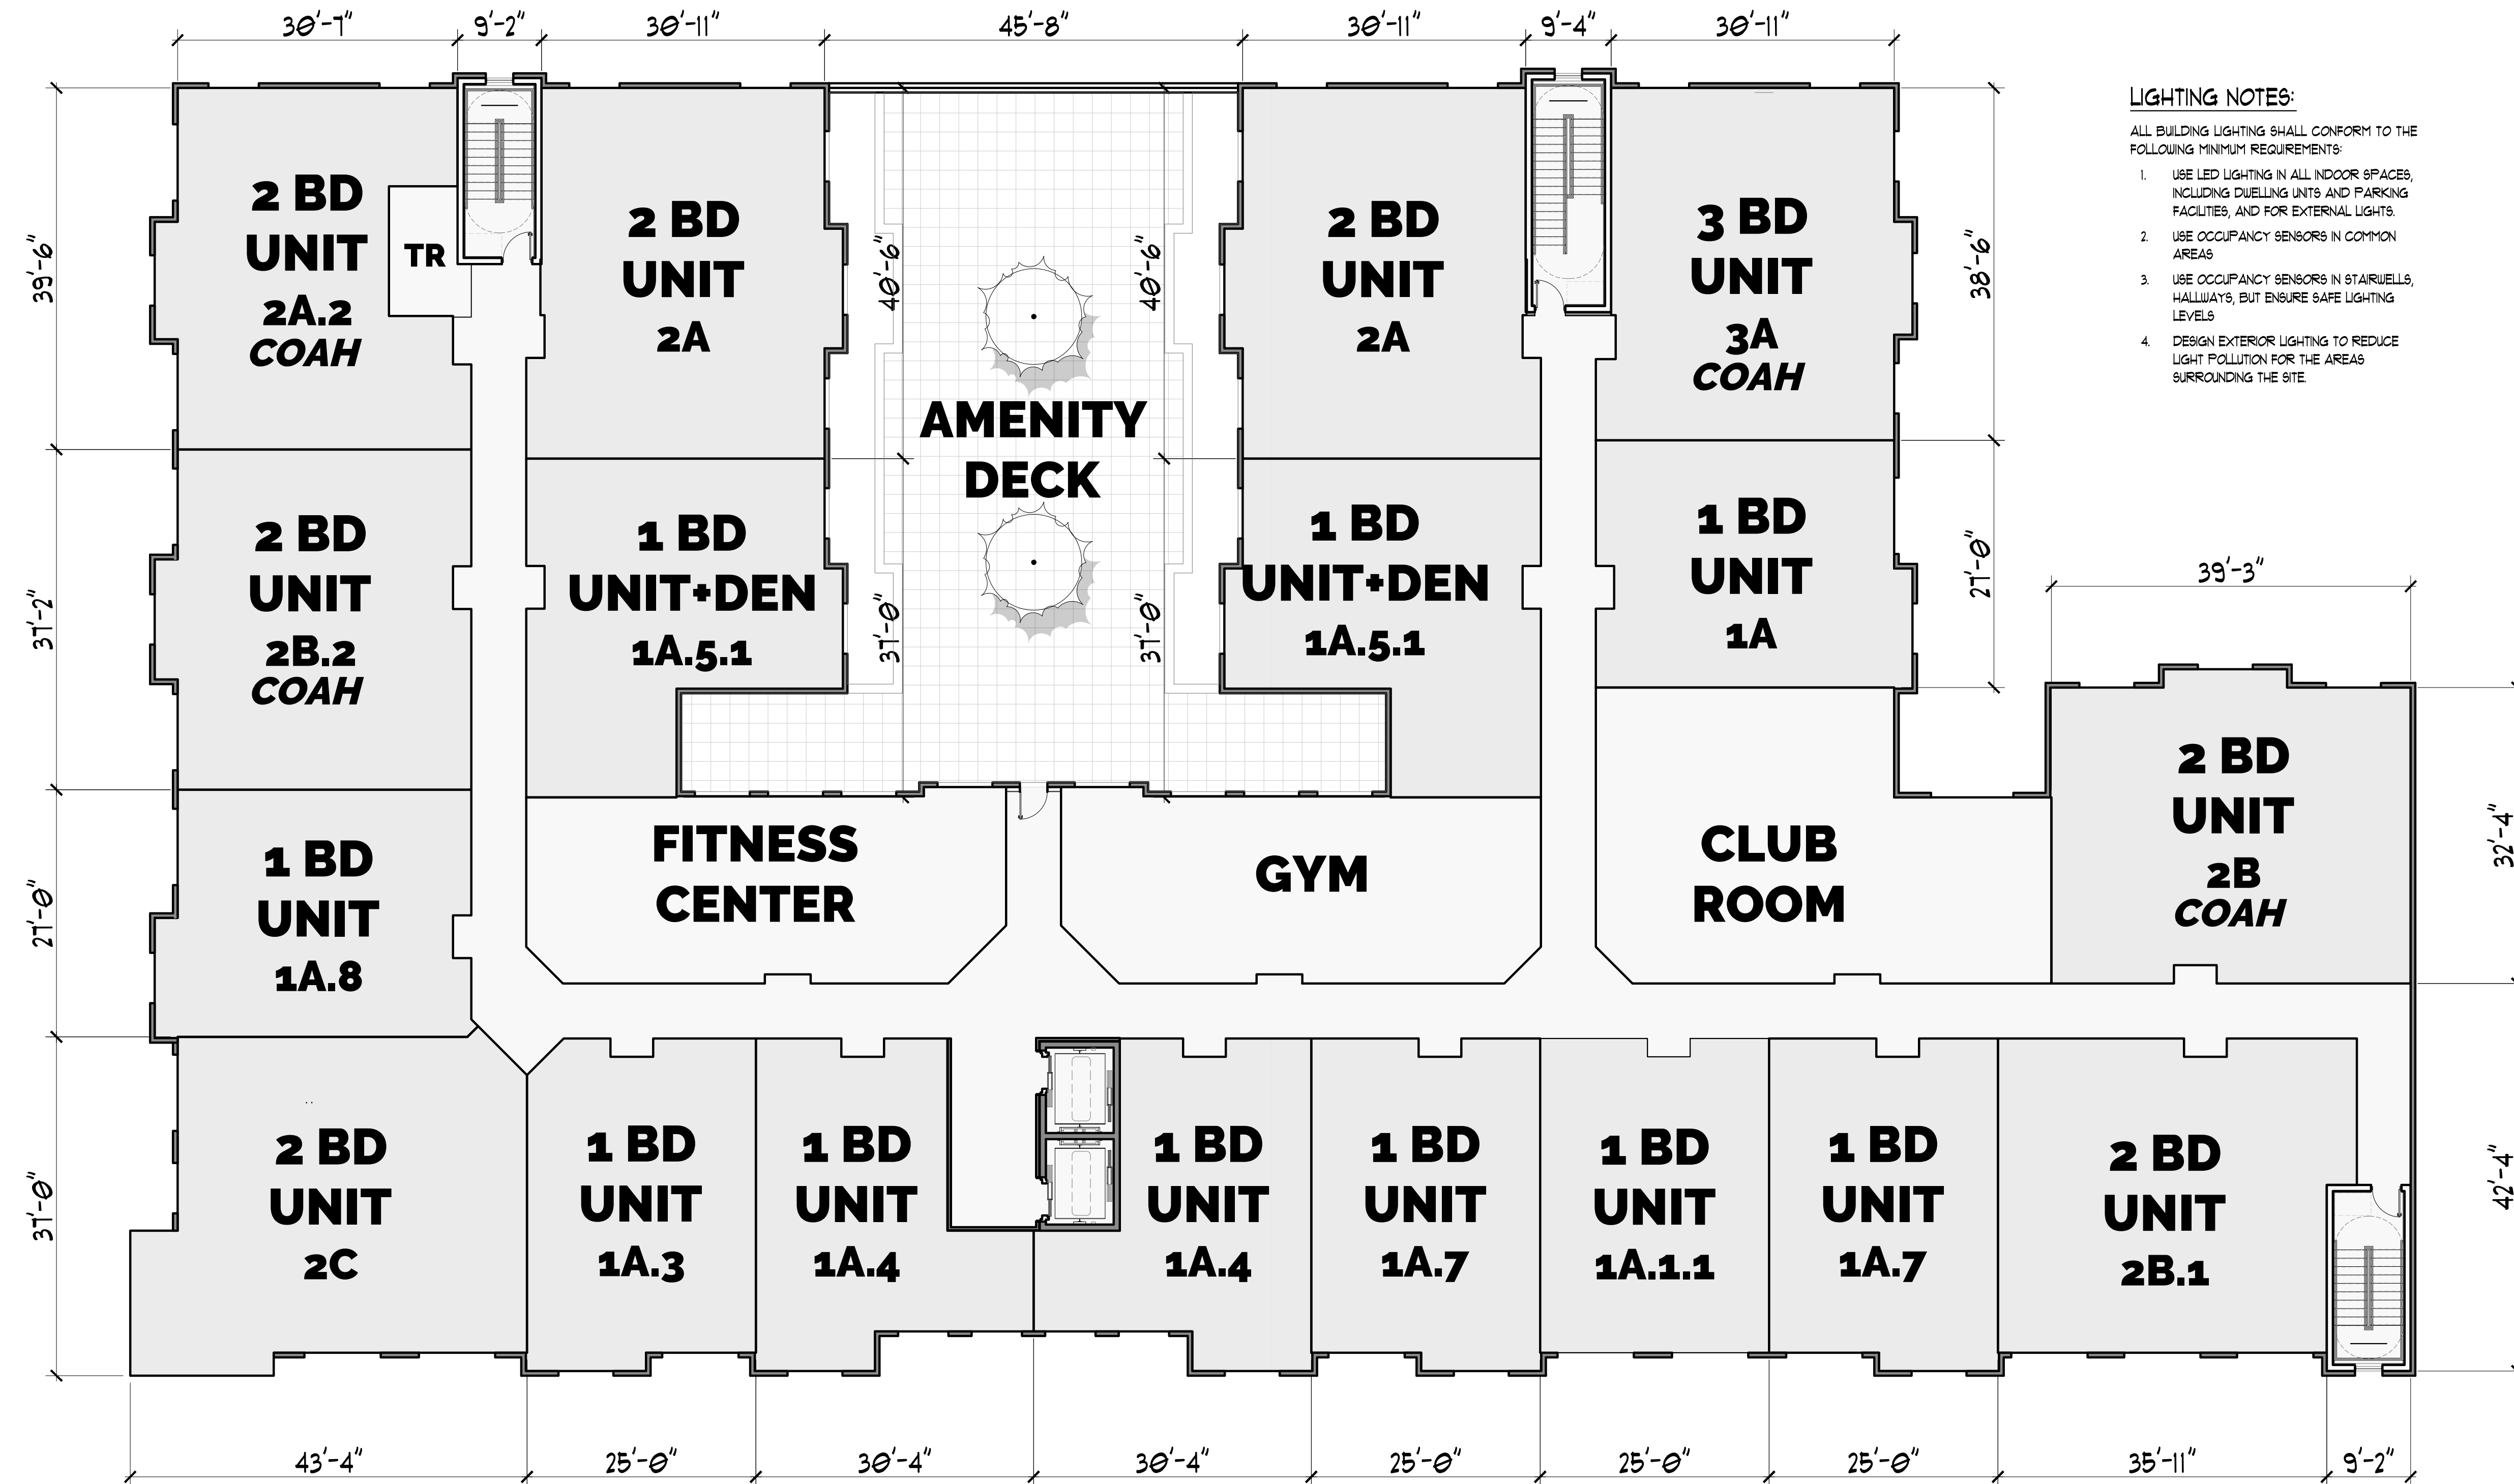 30'-7" 9'-2" 30'-11" 45'-8" 30'-11" 9'-4" 30'-11"
LIGHTING NOTES:
ALL BUILDING LIGHTING SHALL CONFORM TO THE
FOLLOWING MINIMUM REQUIREMENTS:
1. USE LED LIGHTING IN ALL INDOOR SPACES,
INCLUDING DWELLING UNITS AND PARKING
FACILITIES, AND FOR EXTERNAL LIGHTS.
2. USE OCCUPANCY SENSORS IN COMMON
AREAS
3. USE OCCUPANCY SENSORS IN STAIRWELLS,
HALLWAYS, BUT ENSURE SAFE LIGHTING
LEVELS
4. DESIGN EXTERIOR LIGHTING TO REDUCE
LIGHT POLLUTION FOR THE AREAS
SURROUNDING THE SITE.
39'-6"
2 BD
UNIT
2A.2
COAH
TR
2 BD
UNIT
2A
40'-6"
40'-6"
AMENITY
DECK
2 BD
UNIT
2A
3 BD
UNIT
3A
COAH
38'-6"
37'-2"
2 BD
UNIT
2B.2
COAH
1 BD
UNIT+DEN
1A.5.1
37'-0"
37'-0"
1 BD
UNIT+DEN
1A.5.1
1 BD
UNIT
1A
27'-0"
39'-3"
27'-0"
1 BD
UNIT
1A.8
FITNESS
CENTER
GYM
CLUB
ROOM
2 BD
UNIT
2B
COAH
32'-4"
37'-0"
2 BD
UNIT
2C
1 BD
UNIT
1A.3
1 BD
UNIT
1A.4
1 BD
UNIT
1A.4
1 BD
UNIT
1A.7
1 BD
UNIT
1A.1.1
1 BD
UNIT
1A.7
2 BD
UNIT
2B.1
42'-4"
43'-4" 25'-0" 30'-4" 30'-4" 25'-0" 25'-0" 25'-0" 35'-11" 9'-2"